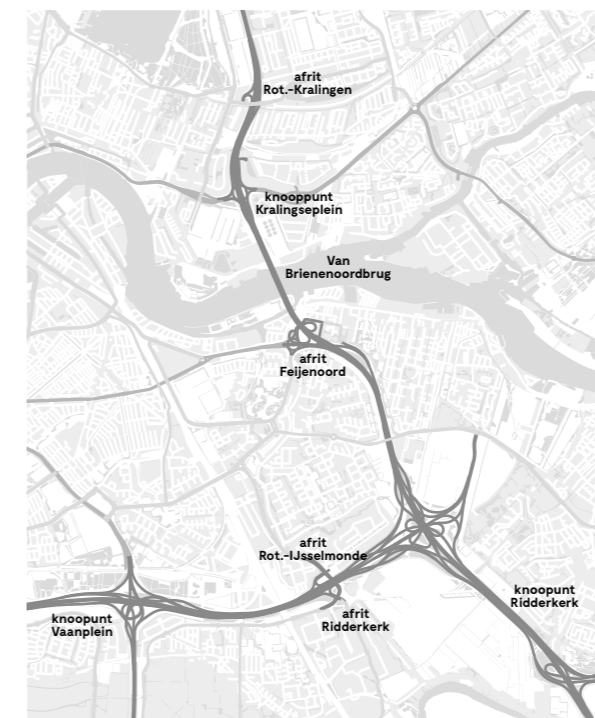 afrit
Rot.-Kralingen
knooppunt
Kralingseplein
Van
Brienenoordbrug
afrit
Feijenoord
afrit
Rot.-IJsselmonde
knoopunt
Ridderkerk
afrit
Ridderkerk
knoopunt
Vaanplein